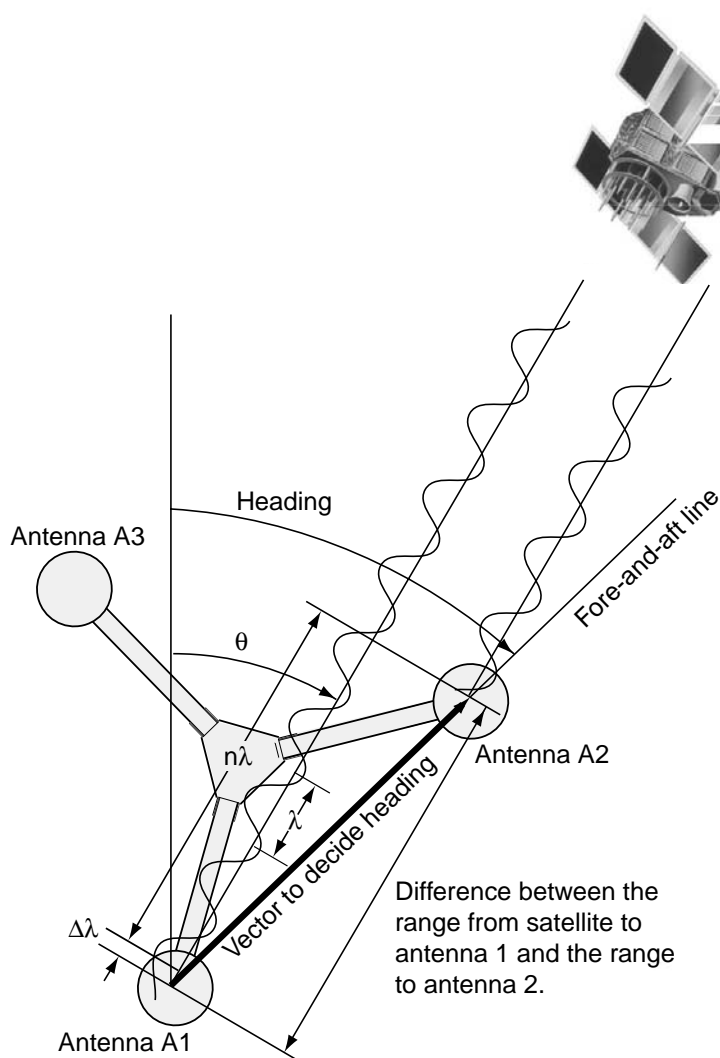 Heading
Antenna A3
Fore-and-aft line
θ
nλ
Antenna A2
λ
Vector to decide heading
Difference between the
range from satellite to
antenna 1 and the range
to antenna 2.
Δλ
Antenna A1